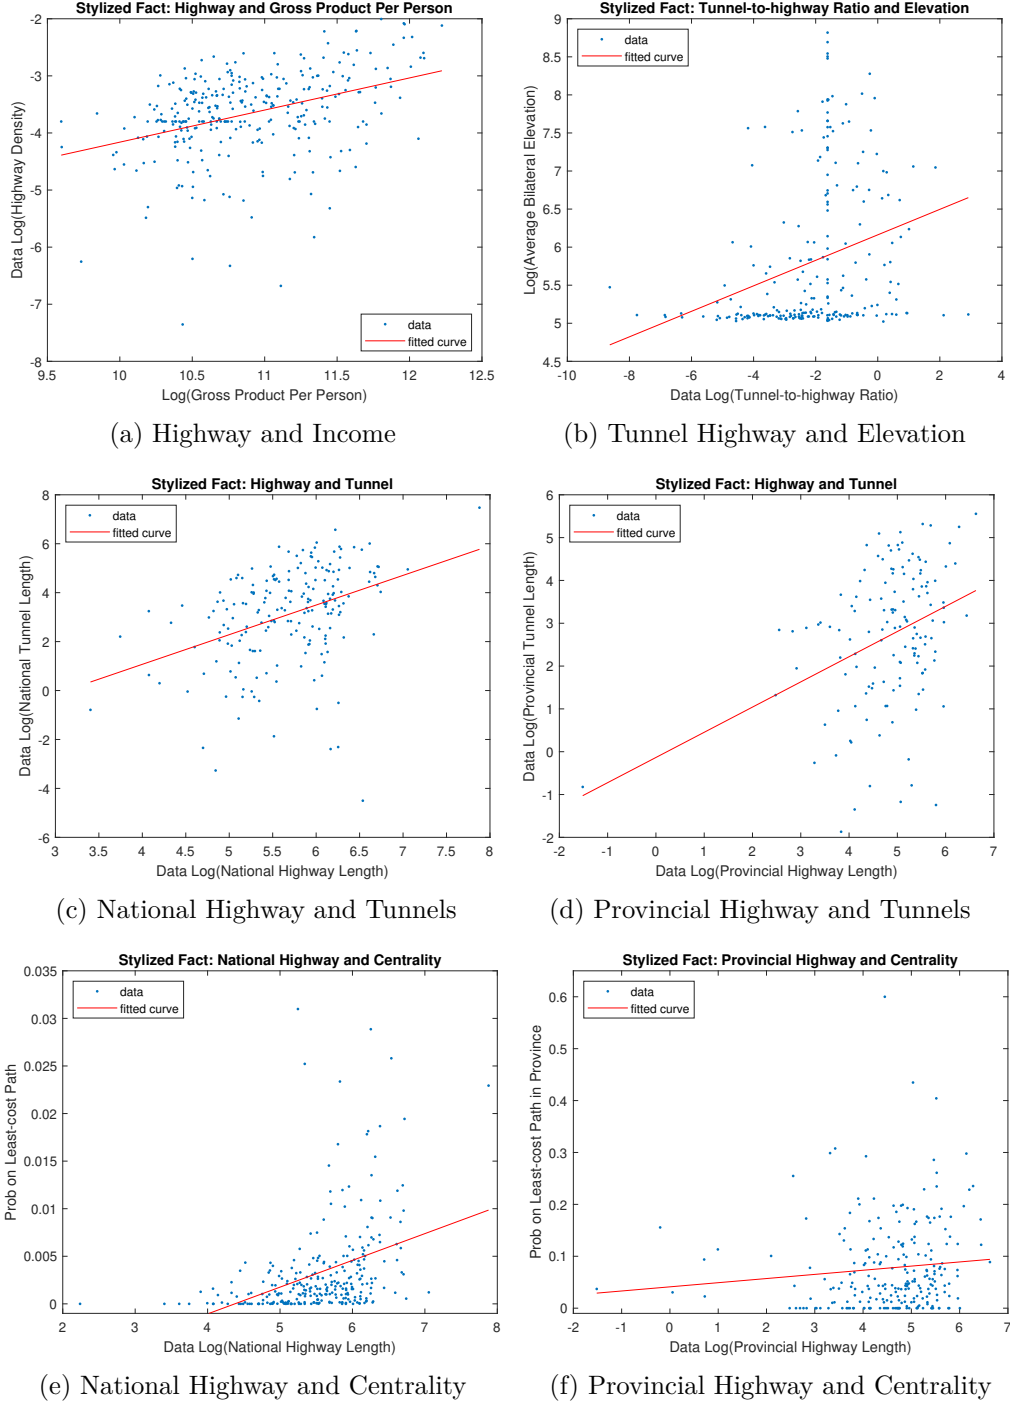 Stylized Fact: Highway and Gross Product Per Person
-2
-3
-4
-5
-6
-7
-8
Data Log(Highway Density)
data
fitted curve
9.5 10 10.5 11 11.5 12 12.5
Log(Gross Product Per Person)
(a) Highway and Income
Stylized Fact: Tunnel-to-highway Ratio and Elevation
data
fitted curve
9
8.5
8
7.5
7
6.5
6
5.5
5
4.5
Log(Average Bilateral Elevation)
-10 -8 -6 -4 -2 0 2 4
Data Log(Tunnel-to-highway Ratio)
(b) Tunnel Highway and Elevation
Stylized Fact: Highway and Tunnel
data
fitted curve
8
6
4
2
0
-2
-4
-6
Data Log(National Tunnel Length)
3 3.5 4 4.5 5 5.5 6 6.5 7 7.5 8
Data Log(National Highway Length)
(c) National Highway and Tunnels
Stylized Fact: Highway and Tunnel
data
fitted curve
6
5
4
3
2
1
0
-1
-2
Data Log(Provincial Tunnel Length)
-2 -1 0 1 2 3 4 5 6 7
Data Log(Provincial Highway Length)
(d) Provincial Highway and Tunnels
Stylized Fact: National Highway and Centrality
data
fitted curve
0.035
0.03
0.025
0.02
0.015
0.01
0.005
0
Prob on Least-cost Path
2 3 4 5 6 7 8
Data Log(National Highway Length)
(e) National Highway and Centrality
Stylized Fact: Provincial Highway and Centrality
data
fitted curve
0.6
0.5
0.4
0.3
0.2
0.1
0
Prob on Least-cost Path in Province
-2 -1 0 1 2 3 4 5 6 7
Data Log(Provincial Highway Length)
(f) Provincial Highway and Centrality